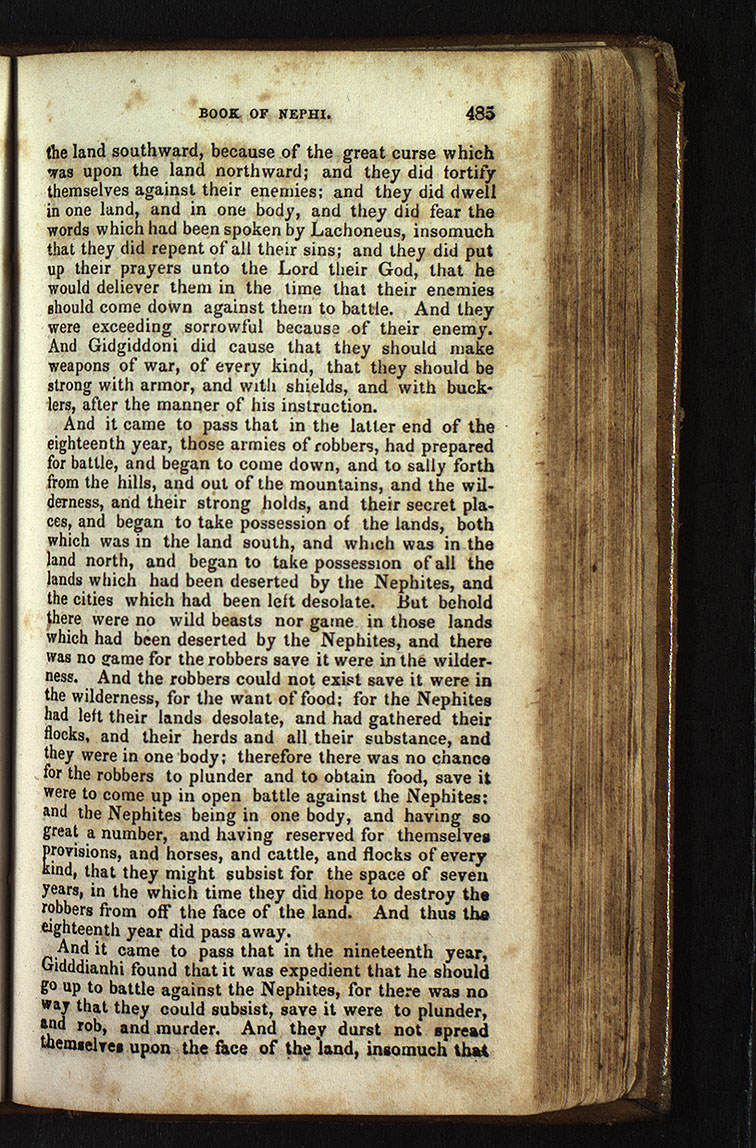 BOOK OF NEPHI. 485
the land southward, because of the great curse which
was upon the land northward; and they did fortify
themselves against their enemies; and they did dwell
in one land, and in one body, and they did fear the
words which had been spoken by Lachoneus, insomuch
that they did repent of all their sins; and they did put
up their prayers unto the Lord their God, that he
would deliever them in the time that their enemies
should come down against them to battle. And they
were exceeding sorrowful because of their enemy.
And Gidgiddoni did cause that they should make
weapons of war, of every kind, that they should be
strong with armor, and with shields, and with buck-
lers, after the manner of his instruction.
And it came to pass that in the latter end of the
eighteenth year, those armies of robbers, had prepared
for battle, and began to come down, and to sally forth
from the hills, and out of the mountains, and the wil-
derness, and their strong holds, and their secret pla-
ces, and began to take possession of the lands, both
which was in the land south, and which was in the
land north, and began to take possession of all the
lands which had been deserted by the Nephites, and
the cities which had been left desolate. But behold
there were no wild beasts nor game in those lands
which had been deserted by the Nephites, and there
was no game for the robbers save it were in the wilder-
ness. And the robbers could not exist save it were in
the wilderness, for the want of food; for the Nephites
had left their lands desolate, and had gathered their
flocks, and their herds and all their substance, and
they were in one body; therefore there was no chance
for the robbers to plunder and to obtain food, save it
were to come up in open battle against the Nephites:
and the Nephites being in one body, and having so
great a number, and having reserved for themselves
provisions, and horses, and cattle, and flocks of every
kind, that they might subsist for the space of seven
years, in the which time they did hope to destroy the
robbers from off the face of the land. And thus the
eighteenth year did pass away.
And it came to pass that in the nineteenth year,
Gidddianhi found that it was expedient that he should
go up to battle against the Nephites, for there was no
way that they could subsist, save it were to plunder,
and rob, and murder. And they durst not spread
themselves upon the face of the land, insomuch that